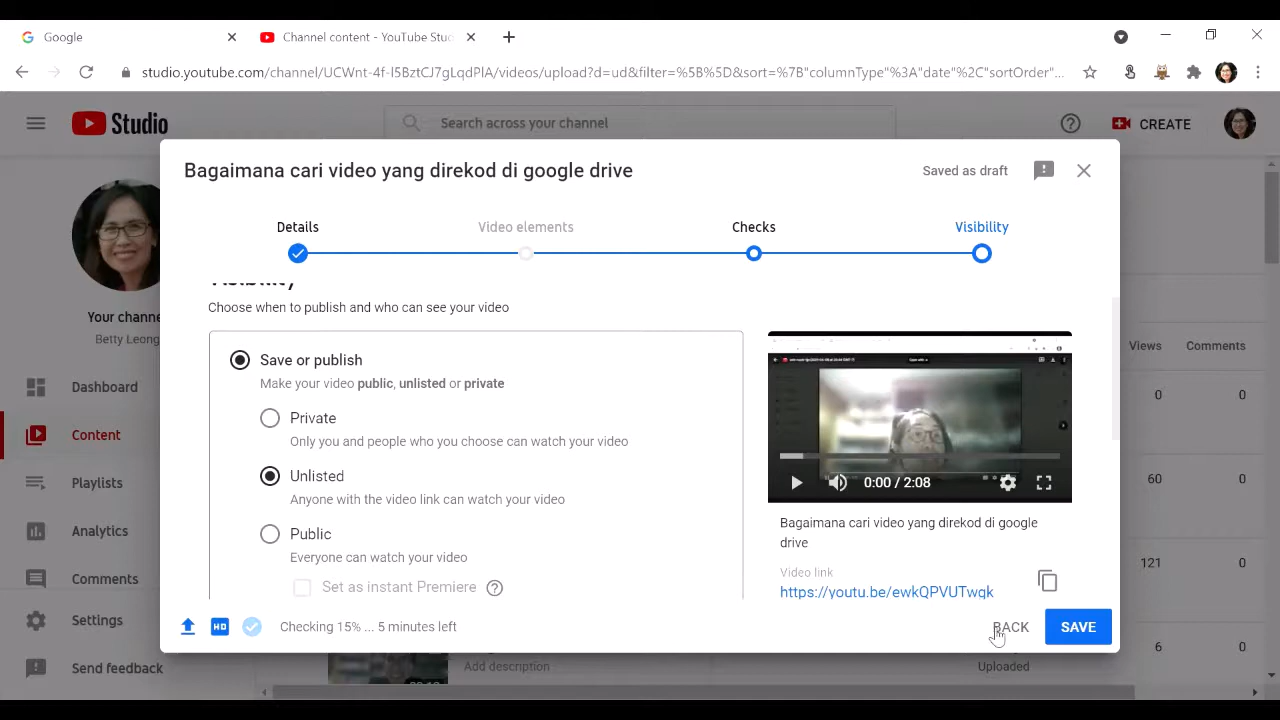 Google
Channel content - YouTube Stu
studio.youtube.com/channel/UCWnt-4f-I5BztCJ7gLqdPlA/videos/upload?d=ud&filter=%5B%5D&sort=%7B"columnType"%3A"date"%2C"sortOrder"...
Studio
Search across your channel
CREATE
Bagaimana cari video yang direkod di google drive
Saved as draft
Details
Video elements
Checks
Visibility
Visibility
Choose when to publish and who can see your video
Save or publish
Make your video public, unlisted or private
Private
Only you and people who you choose can watch your video
Unlisted
Anyone with the video link can watch your video
Public
Everyone can watch your video
Set as instant Premiere
0:00 / 2:08
Bagaimana cari video yang direkod di google
drive
Video link
https://youtu.be/ewkQPVUTwqk
HD
Checking 15% ... 5 minutes left
BACK
SAVE
Your channe
Betty Leong
Dashboard
Content
Playlists
Analytics
Comments
Settings
Send feedback
Views
Comments
0
0
60
0
121
0
6
0
Add description
Uploaded